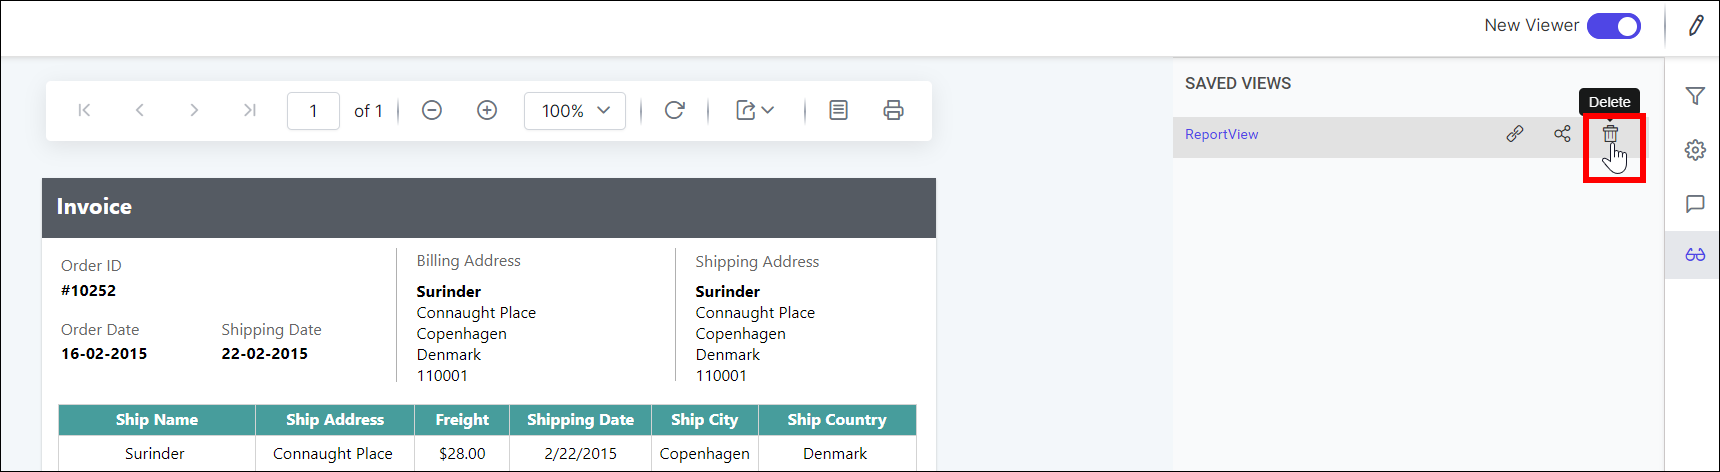 New Viewer
1 of 1 100%
SAVED VIEWS
Delete
ReportView
Invoice
Order ID
#10252
Order Date Shipping Date
16-02-2015 22-02-2015
Billing Address
Surinder
Connaught Place
Copenhagen
Denmark
110001
Shipping Address
Surinder
Connaught Place
Copenhagen
Denmark
110001
Ship Name Ship Address Freight Shipping Date Ship City Ship Country
Surinder Connaught Place $28.00 2/22/2015 Copenhagen Denmark